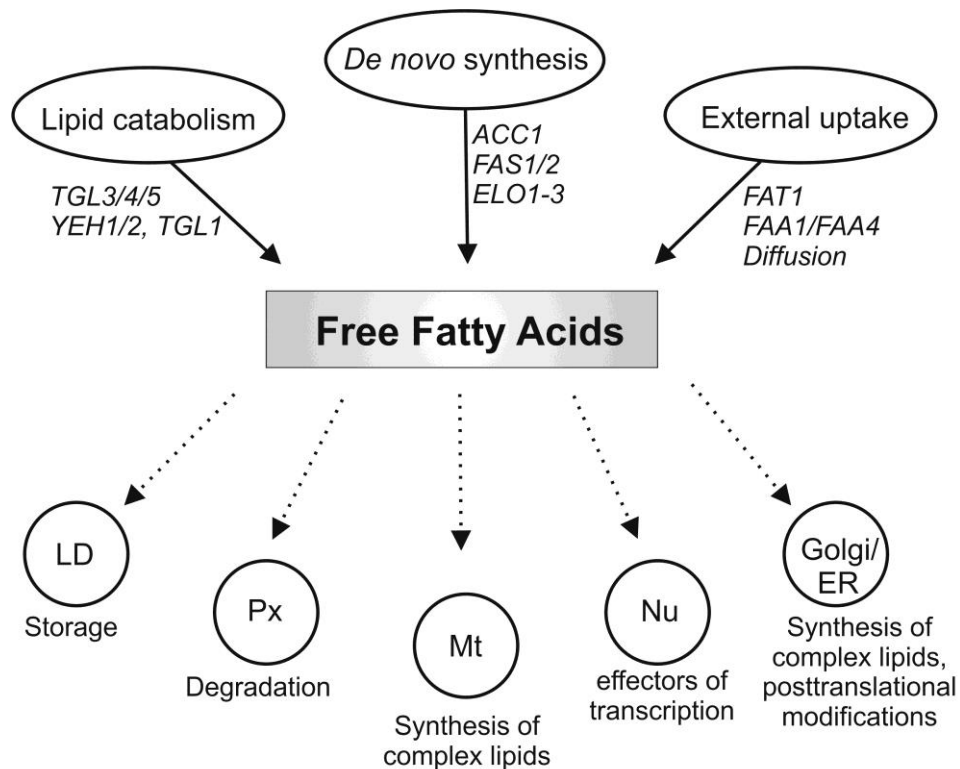 De novo synthesis
Lipid catabolism
External uptake
TGL3/4/5
YEH1/2, TGL1
ACC1
FAS1/2
ELO1-3
FAT1
FAA1/FAA4
Diffusion
Free Fatty Acids
LD
Storage
Px
Degradation
Mt
Synthesis of
complex lipids
Nu
effectors of
transcription
Golgi/
ER
Synthesis of
complex lipids,
posttranslational
modifications